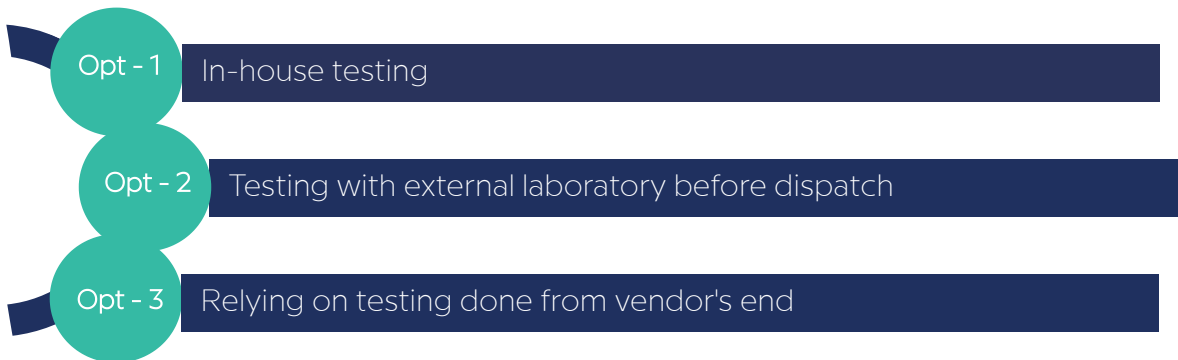 Opt - 1
In-house testing
Opt - 2
Testing with external laboratory before dispatch
Opt - 3
Relying on testing done from vendor's end